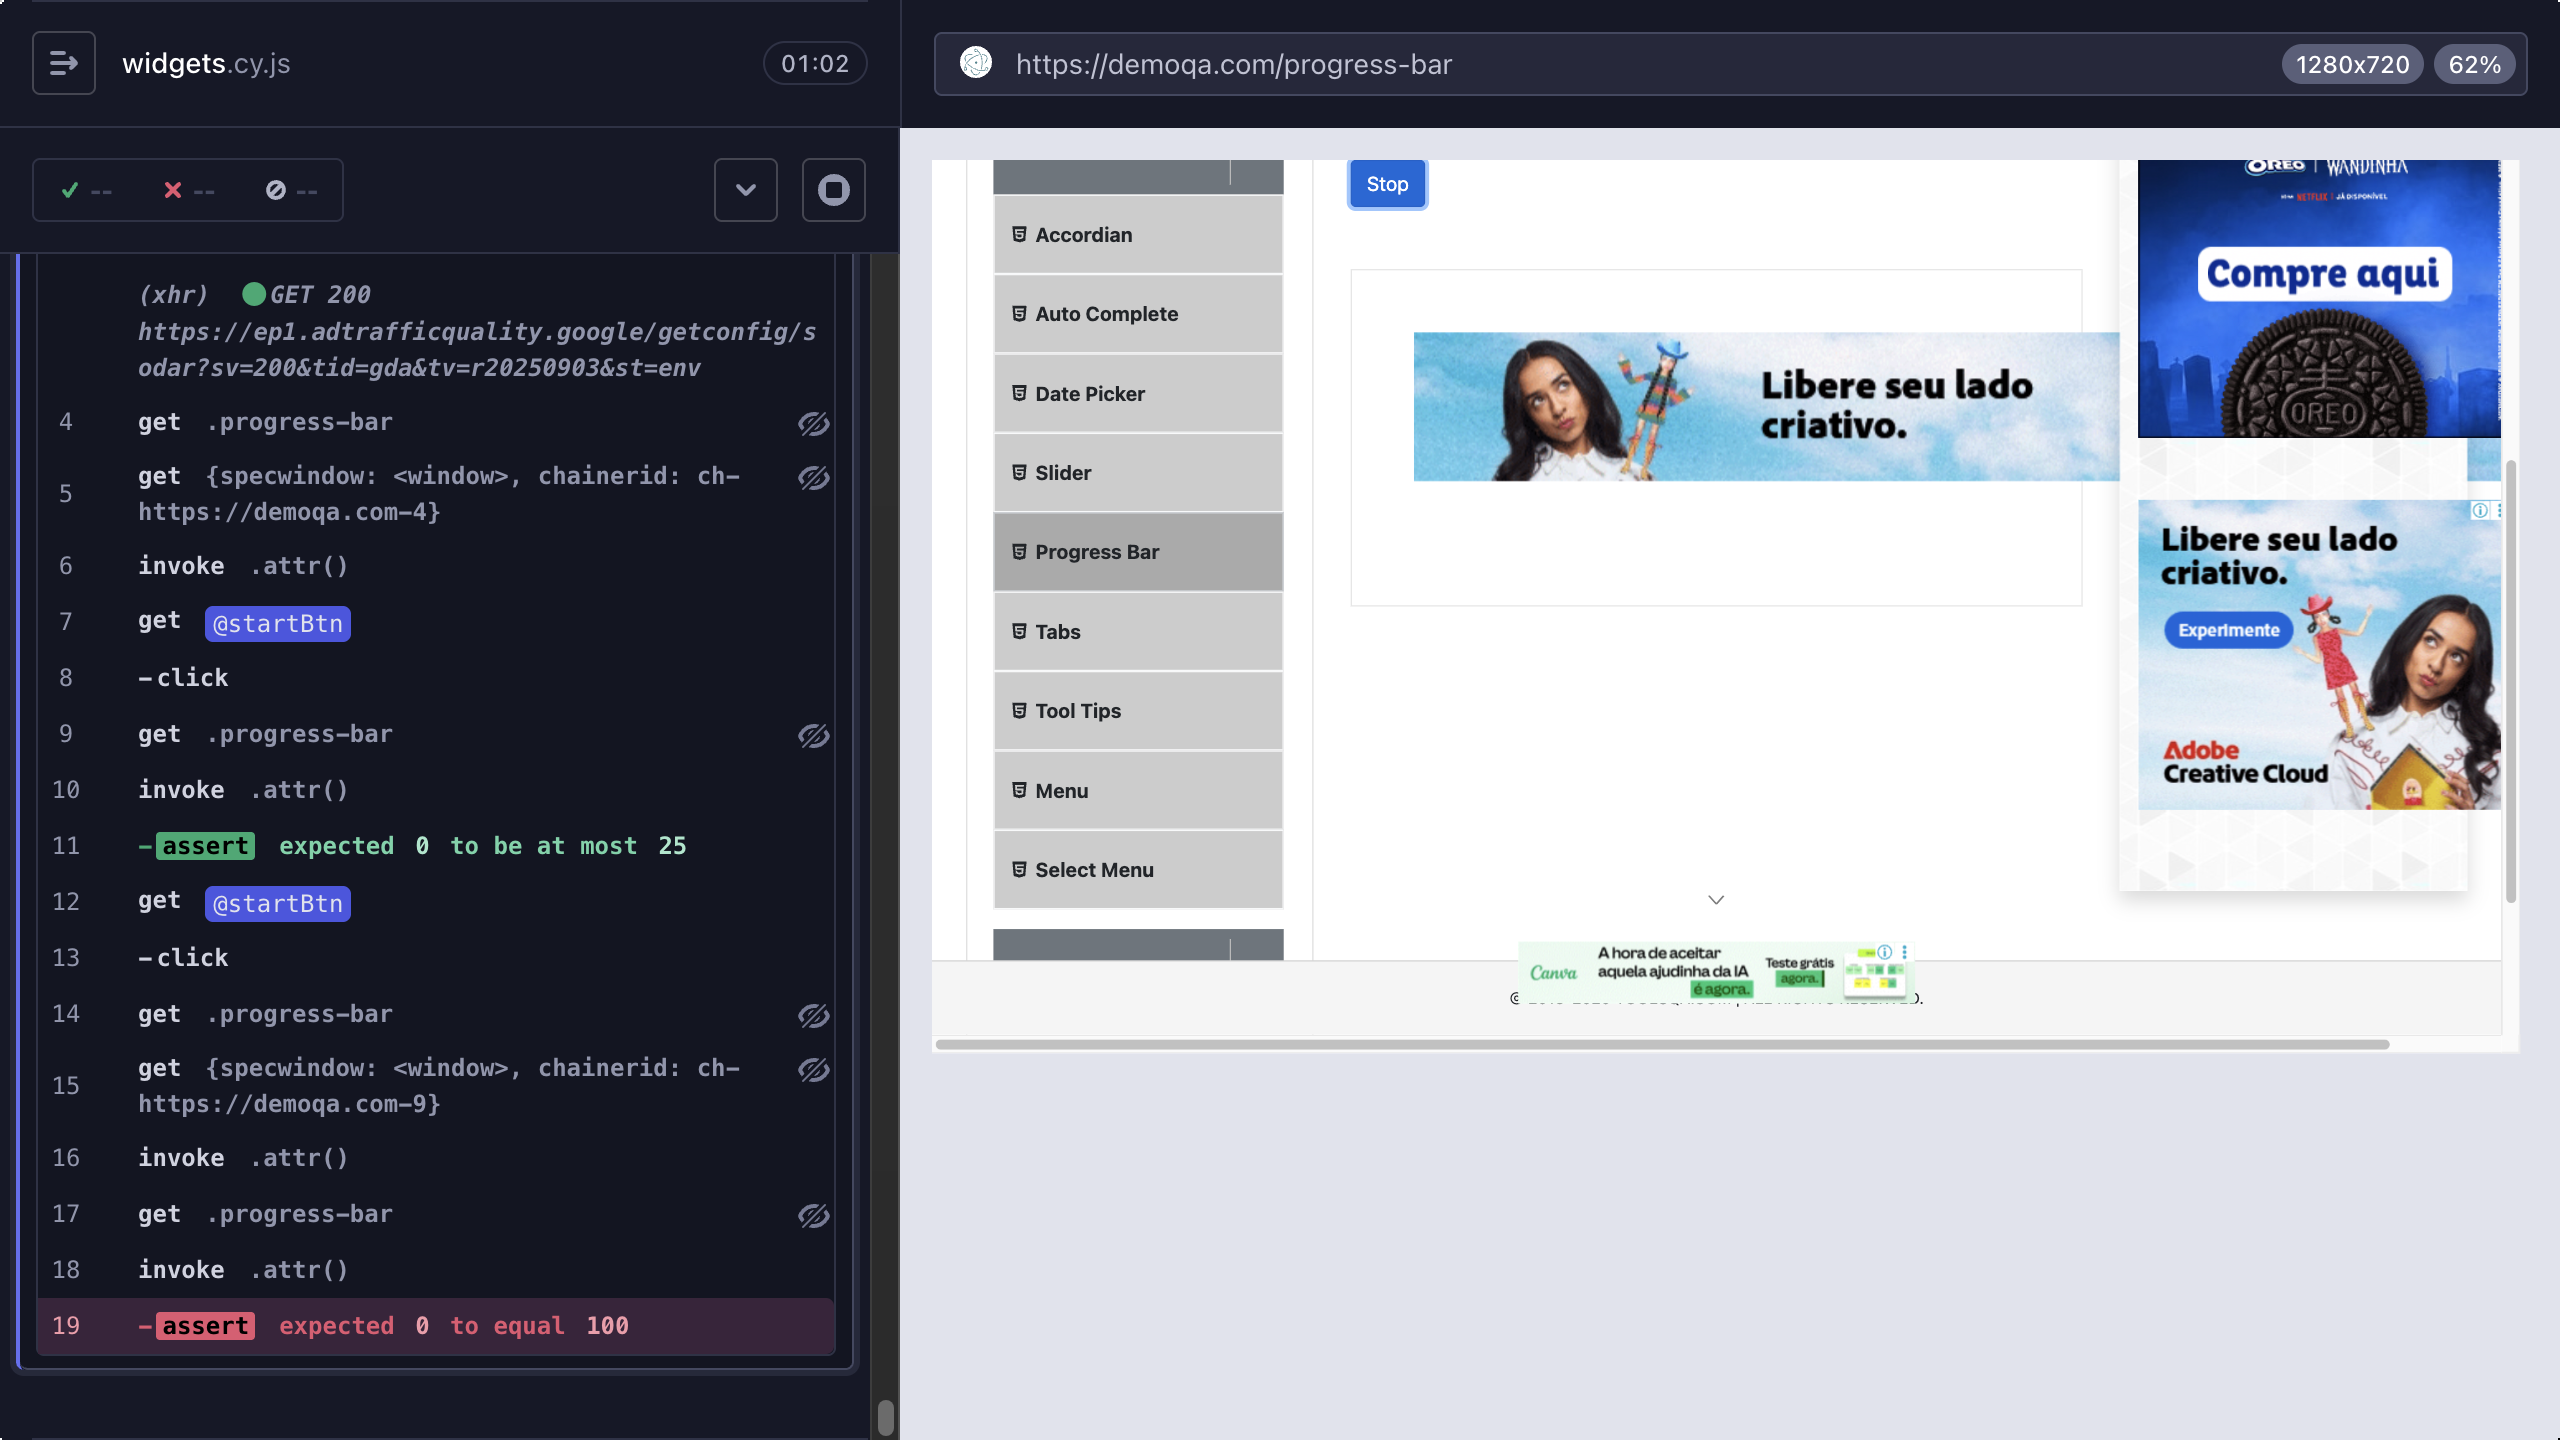 widgets.cy.js
01:02
https://demoqa.com/progress-bar
1280x720
62%
--
--
--
(xhr) GET 200
https://ep1.adtrafficquality.google/getconfig/s
odar?sv=200&tid=gda&tv=r20250903&st=env
4 get .progress-bar
5 get {specwindow: <window>, chainerid: ch-
https://demoqa.com-4}
6 invoke .attr()
7 get @startBtn
8 -click
9 get .progress-bar
10 invoke .attr()
11 -assert expected 0 to be at most 25
12 get @startBtn
13 -click
14 get .progress-bar
15 get {specwindow: <window>, chainerid: ch-
https://demoqa.com-9}
16 invoke .attr()
17 get .progress-bar
18 invoke .attr()
19 -assert expected 0 to equal 100
Accordian
Auto Complete
Date Picker
Slider
Progress Bar
Tabs
Tool Tips
Menu
Select Menu
Stop
Libere seu lado
criativo.
OREO | WANDINHA
NETFLIX | JÁ DISPONÍVEL
Compre aqui
OREO
Libere seu lado
criativo.
Experimente
Adobe
Creative Cloud
Canva
A hora de aceitar
aquela ajudinha da IA
é agora.
Teste grátis
agora.